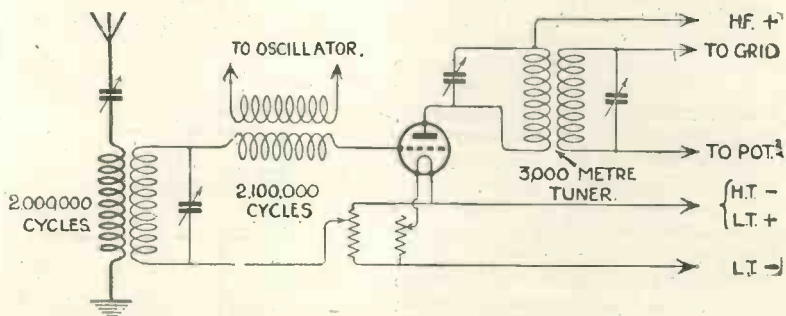 TO OSCILLATOR.
H.F. +
TO GRID
2,000,000
CYCLES.
2,100,000
CYCLES
3,000 METRE
TUNER.
TO POT.ᴿ
H.T. -
L.T. +
L.T. -